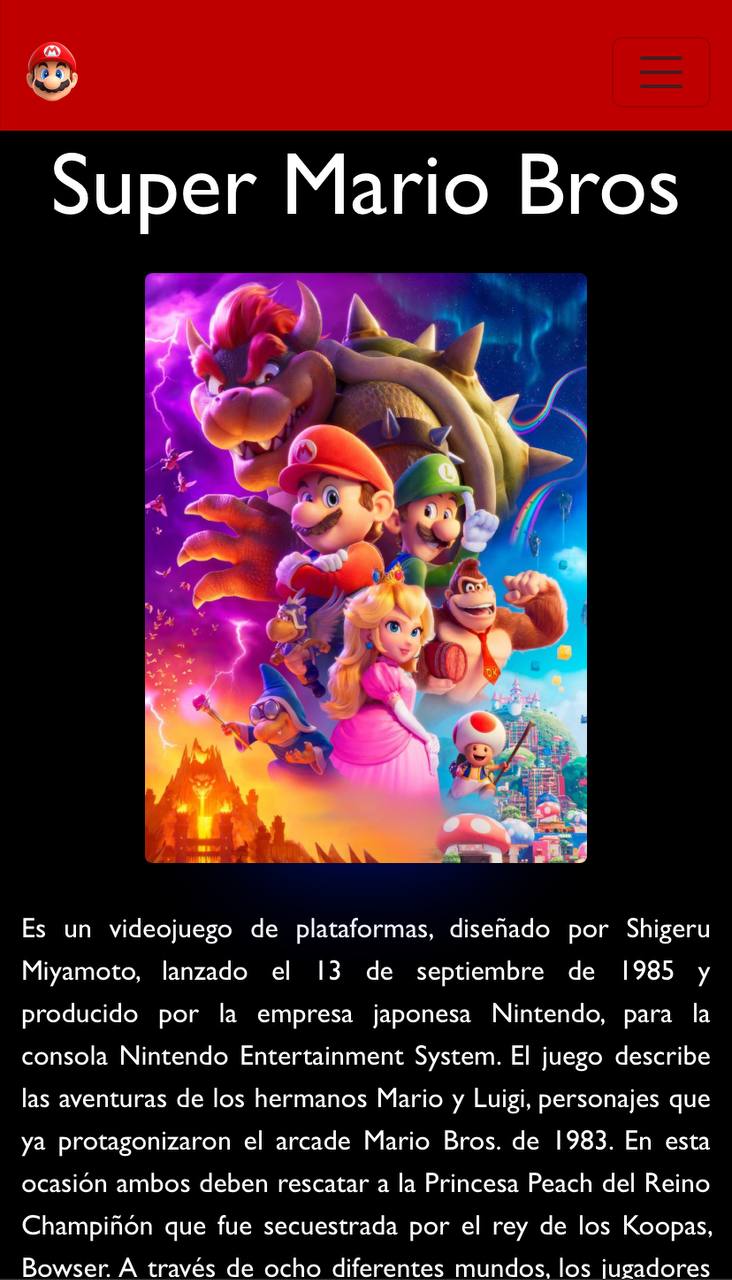 Super Mario Bros
M
L
DK
Es un videojuego de plataformas, diseñado por Shigeru
Miyamoto, lanzado el 13 de septiembre de 1985 y
producido por la empresa japonesa Nintendo, para la
consola Nintendo Entertainment System. El juego describe
las aventuras de los hermanos Mario y Luigi, personajes que
ya protagonizaron el arcade Mario Bros. de 1983. En esta
ocasión ambos deben rescatar a la Princesa Peach del Reino
Champiñón que fue secuestrada por el rey de los Koopas,
Bowser. A través de ocho diferentes mundos, los jugadores